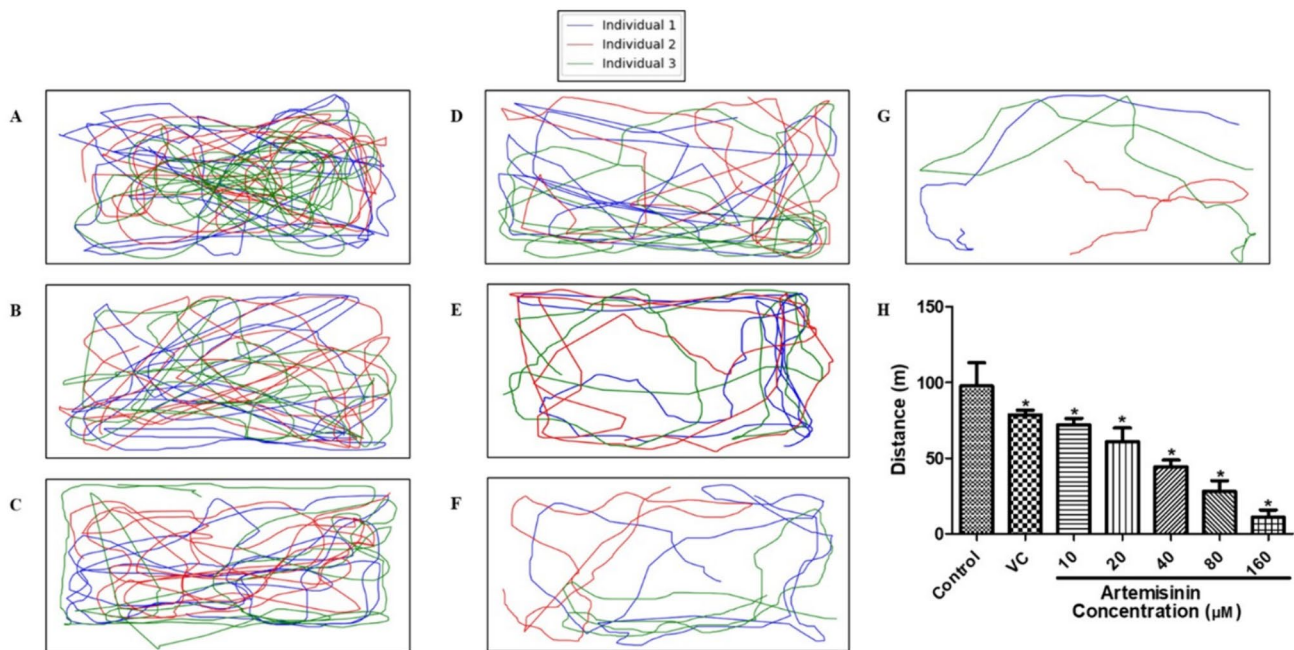 Individual 1
Individual 2
Individual 3
A
D
G
B
E
H
C
F
150
100
50
0
Distance (m)
Control
VC
10
20
40
80
160
Artemisinin
Concentration (µM)
* * * * * *